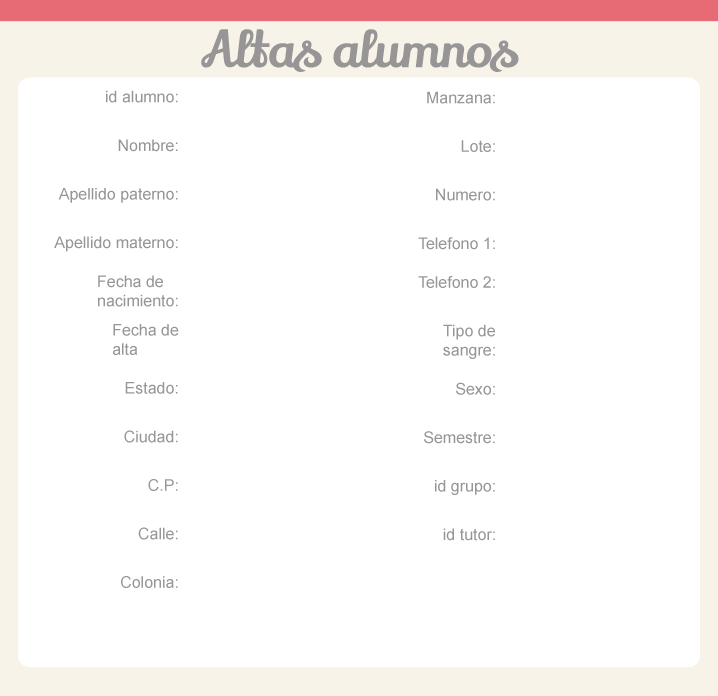 Altas alumnos
id alumno:
Nombre:
Apellido paterno:
Apellido materno:
Fecha de
nacimiento:
Fecha de
alta
Estado:
Ciudad:
C.P:
Calle:
Colonia:
Manzana:
Lote:
Numero:
Telefono 1:
Telefono 2:
Tipo de
sangre:
Sexo:
Semestre:
id grupo:
id tutor: